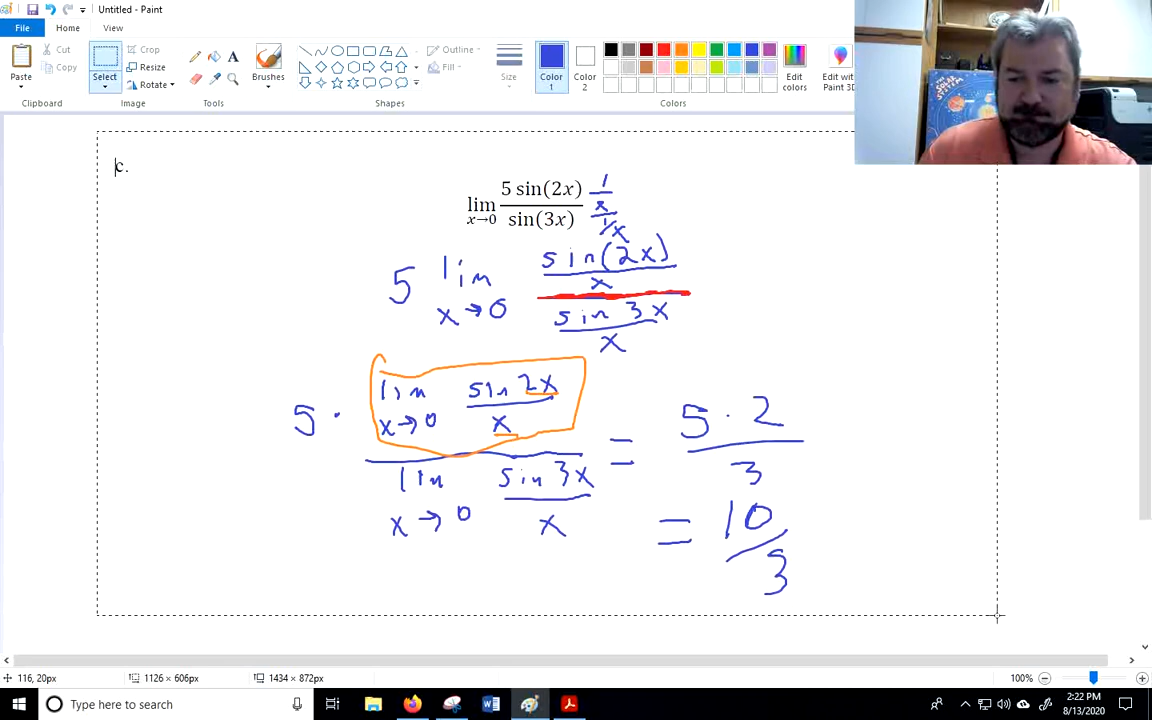 Untitled - Paint
File Home View
Paste Cut Copy
Select Crop Resize Rotate
Brushes
Outline Fill
Size
Color 1 Color 2
Edit colors
Edit with Paint 3D
Clipboard Image Tools Shapes Colors
THE SOLAR SYSTEM
c.
lim x→0 5 sin(2x) / sin(3x) 1/x / 1/x
5 lim x→0 sin(2x)/x / sin 3x/x
5 · lim x→0 sin 2x/x / lim x→0 sin 3x/x = 5 · 2 / 3
= 10/3
116, 20px 1126 × 606px 1434 × 872px 100%
Type here to search
2:22 PM
8/13/2020